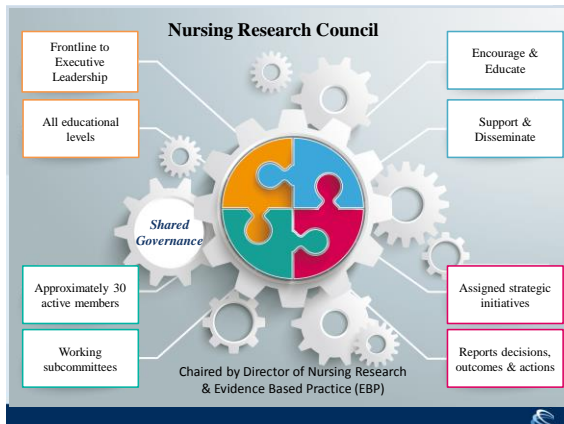 Nursing Research Council
Frontline to
Executive
Leadership
All educational
levels
Encourage &
Educate
Support &
Disseminate
Shared
Governance
Approximately 30
active members
Working
subcommittees
Assigned strategic
initiatives
Reports decisions,
outcomes & actions
Chaired by Director of Nursing Research
& Evidence Based Practice (EBP)